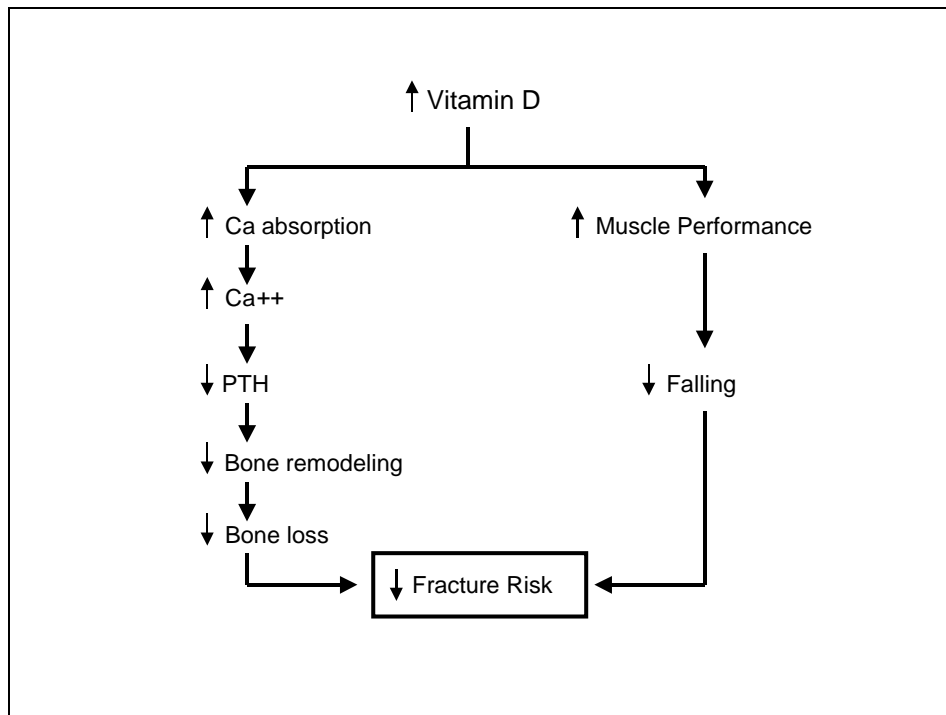 ↑ Vitamin D
↑ Ca absorption
↑ Ca++
↓ PTH
↓ Bone remodeling
↓ Bone loss
↑ Muscle Performance
↓ Falling
↓ Fracture Risk